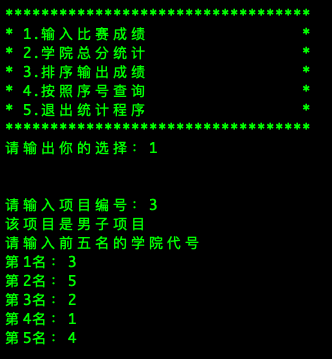 **********************************
* 1.输入比赛成绩 *
* 2.学院总分统计 *
* 3.排序输出成绩 *
* 4.按照序号查询 *
* 5.退出统计程序 *
**********************************
请输出你的选择：1
请输入项目编号：3
该项目是男子项目
请输入前五名的学院代号
第1名：3
第2名：5
第3名：2
第4名：1
第5名：4